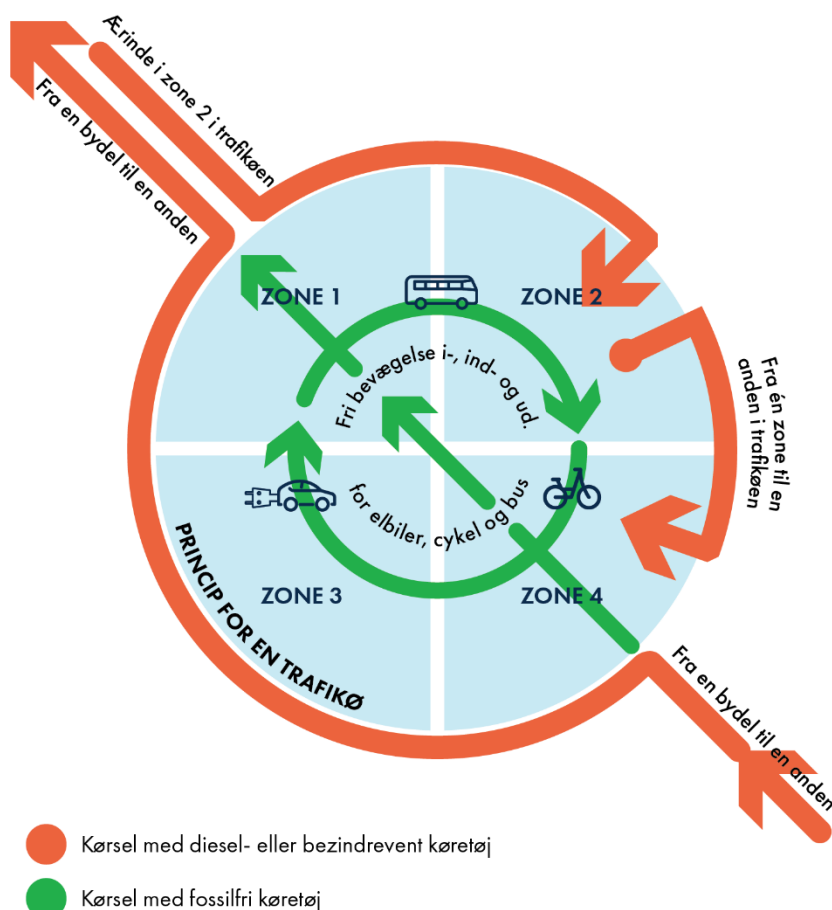 Ærinde i zone 2 i trafikøen
Fra en bydel til en anden
ZONE 1
ZONE 2
Fri bevægelse i-, ind- og ud.
Fra én zone til en
anden i trafikøen
for elbiler, cykel og bus
ZONE 3
ZONE 4
PRINCIP FOR EN TRAFIKØ
Fra en bydel til en anden
Kørsel med diesel- eller bezindrevent køretøj
Kørsel med fossilfri køretøj